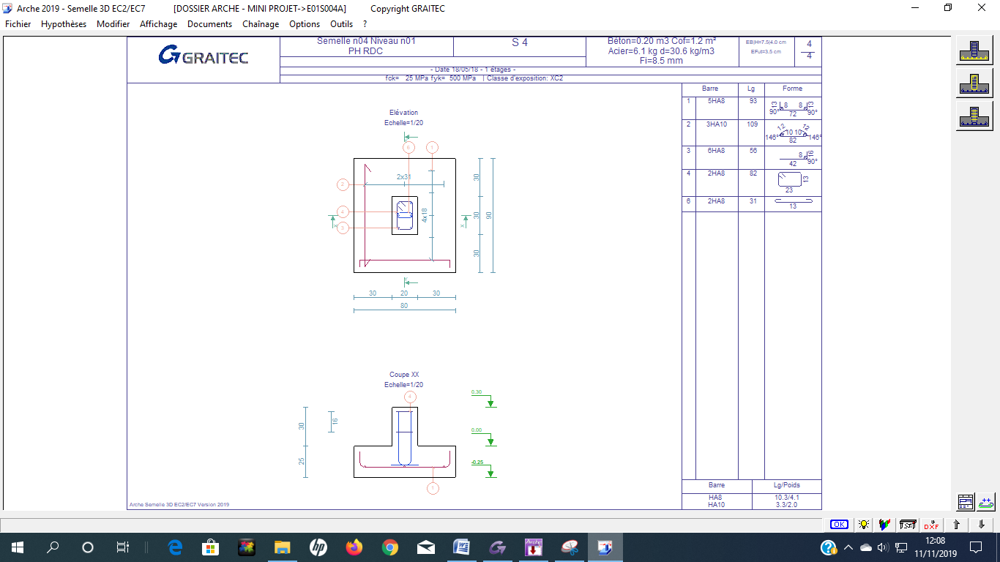 Arche 2019 - Semelle 3D EC2/EC7 [DOSSIER ARCHE - MINI PROJET->E01S004A] Copyright GRAITEC
Fichier Hypothèses Modifier Affichage Documents Chaînage Options Outils ?
GRAITEC
Semelle n04 Niveau n01
PH RDC
S 4
Béton=0.20 m3 Cof=1.2 m²
Acier=6.1 kg d=30.6 kg/m3
Fi=8.5 mm
EB|H=7.5|4.0 cm
EFut=3.5 cm
4
4
- Date 18/05/18 - 1 étages -
fck= 25 MPa fyk= 500 MPa | Classe d'exposition: XC2
Barre Lg Forme
1 5HA8 93 13 8 8 13
90° 72 90°
2 3HA10 109 12 10 10 12
146° 82 146°
3 6HA8 56 8 16
42 90°
4 2HA8 82 13
23
6 2HA8 31
13
Elévation
Echelle=1/20
6 1
2 2x31 30
4 4x18 30 90
X 3 X
30
30 20 30
80
Coupe XX
Echelle=1/20
4 0.30
30 16
0.00
25 -0.25
1
Barre Lg/Poids
HA8 10.3/4.1
HA10 3.3/2.0
Arche Semelle 3D EC2/EC7 Version 2019
OK DXF
hp
12:08
11/11/2019